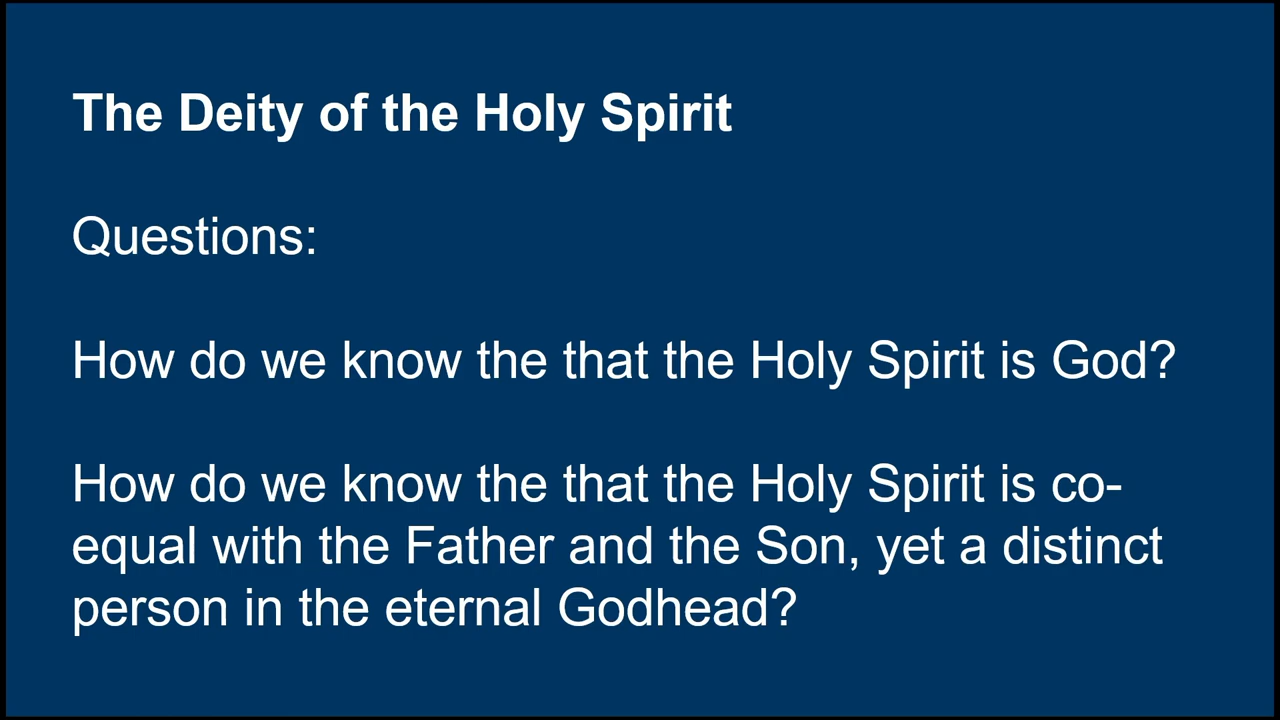 The Deity of the Holy Spirit
Questions:
How do we know the that the Holy Spirit is God?
How do we know the that the Holy Spirit is co-
equal with the Father and the Son, yet a distinct
person in the eternal Godhead?